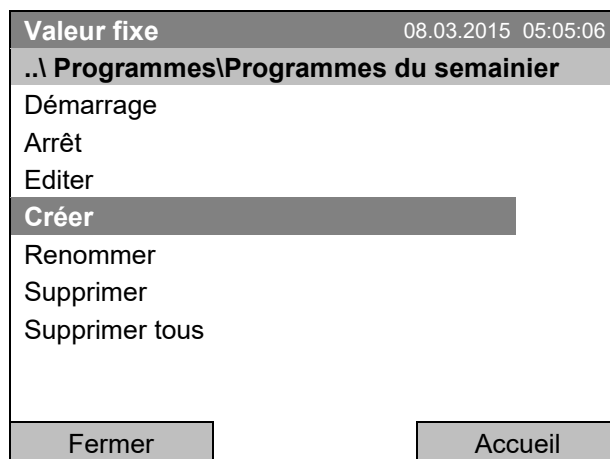 Valeur fixe 08.03.2015 05:05:06
..\ Programmes\Programmes du semainier
Démarrage
Arrêt
Editer
Créer
Renommer
Supprimer
Supprimer tous
Fermer Accueil